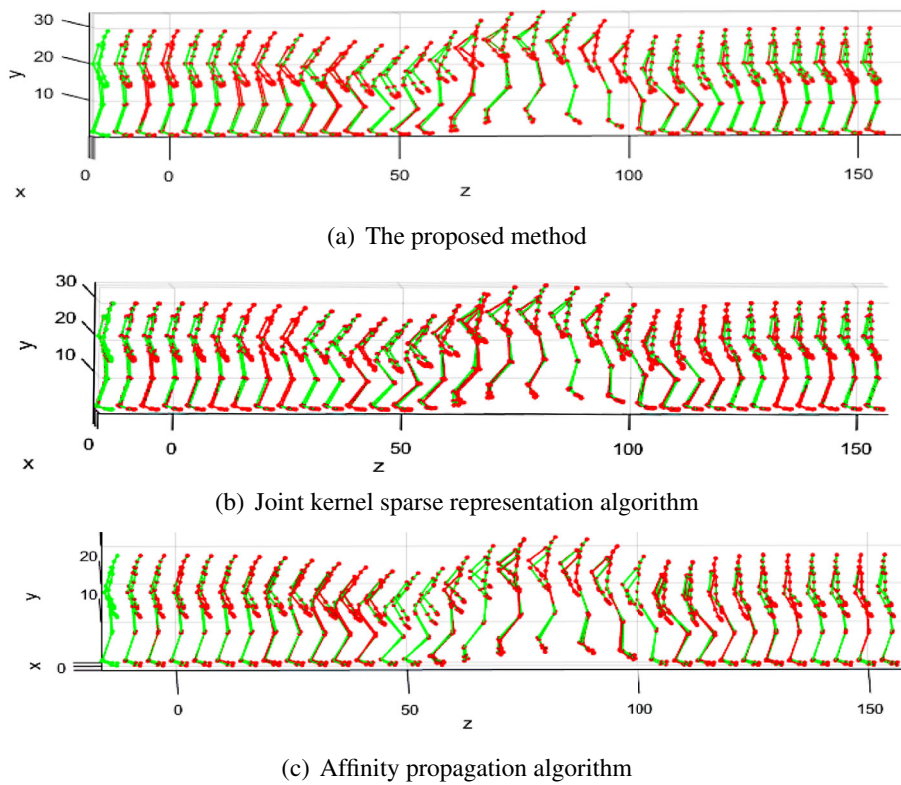 30
20
y
10
0
0
50
100
150
x
z
(a) The proposed method
30
20
y
10
0
0
50
100
150
x
z
(b) Joint kernel sparse representation algorithm
20
y
10
x
0
0
50
100
150
z
(c) Affinity propagation algorithm